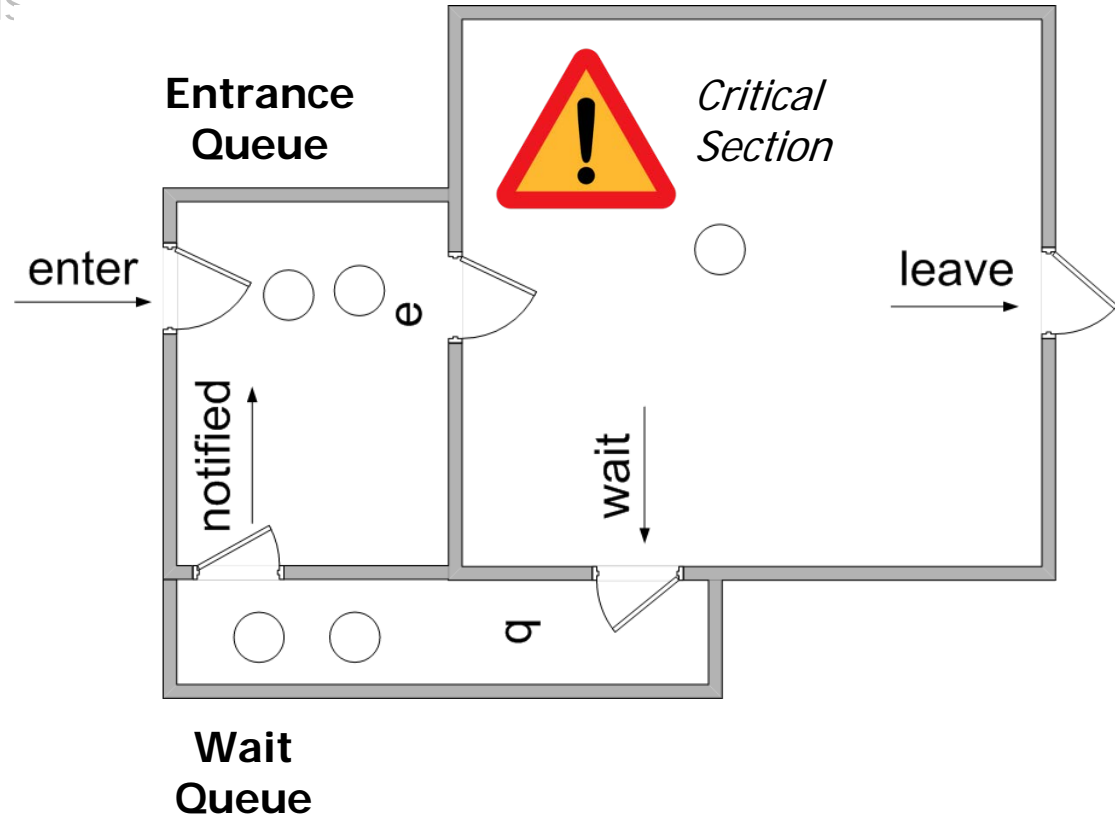 Entrance
Queue
Critical
Section
enter
e
leave
notified
wait
q
Wait
Queue